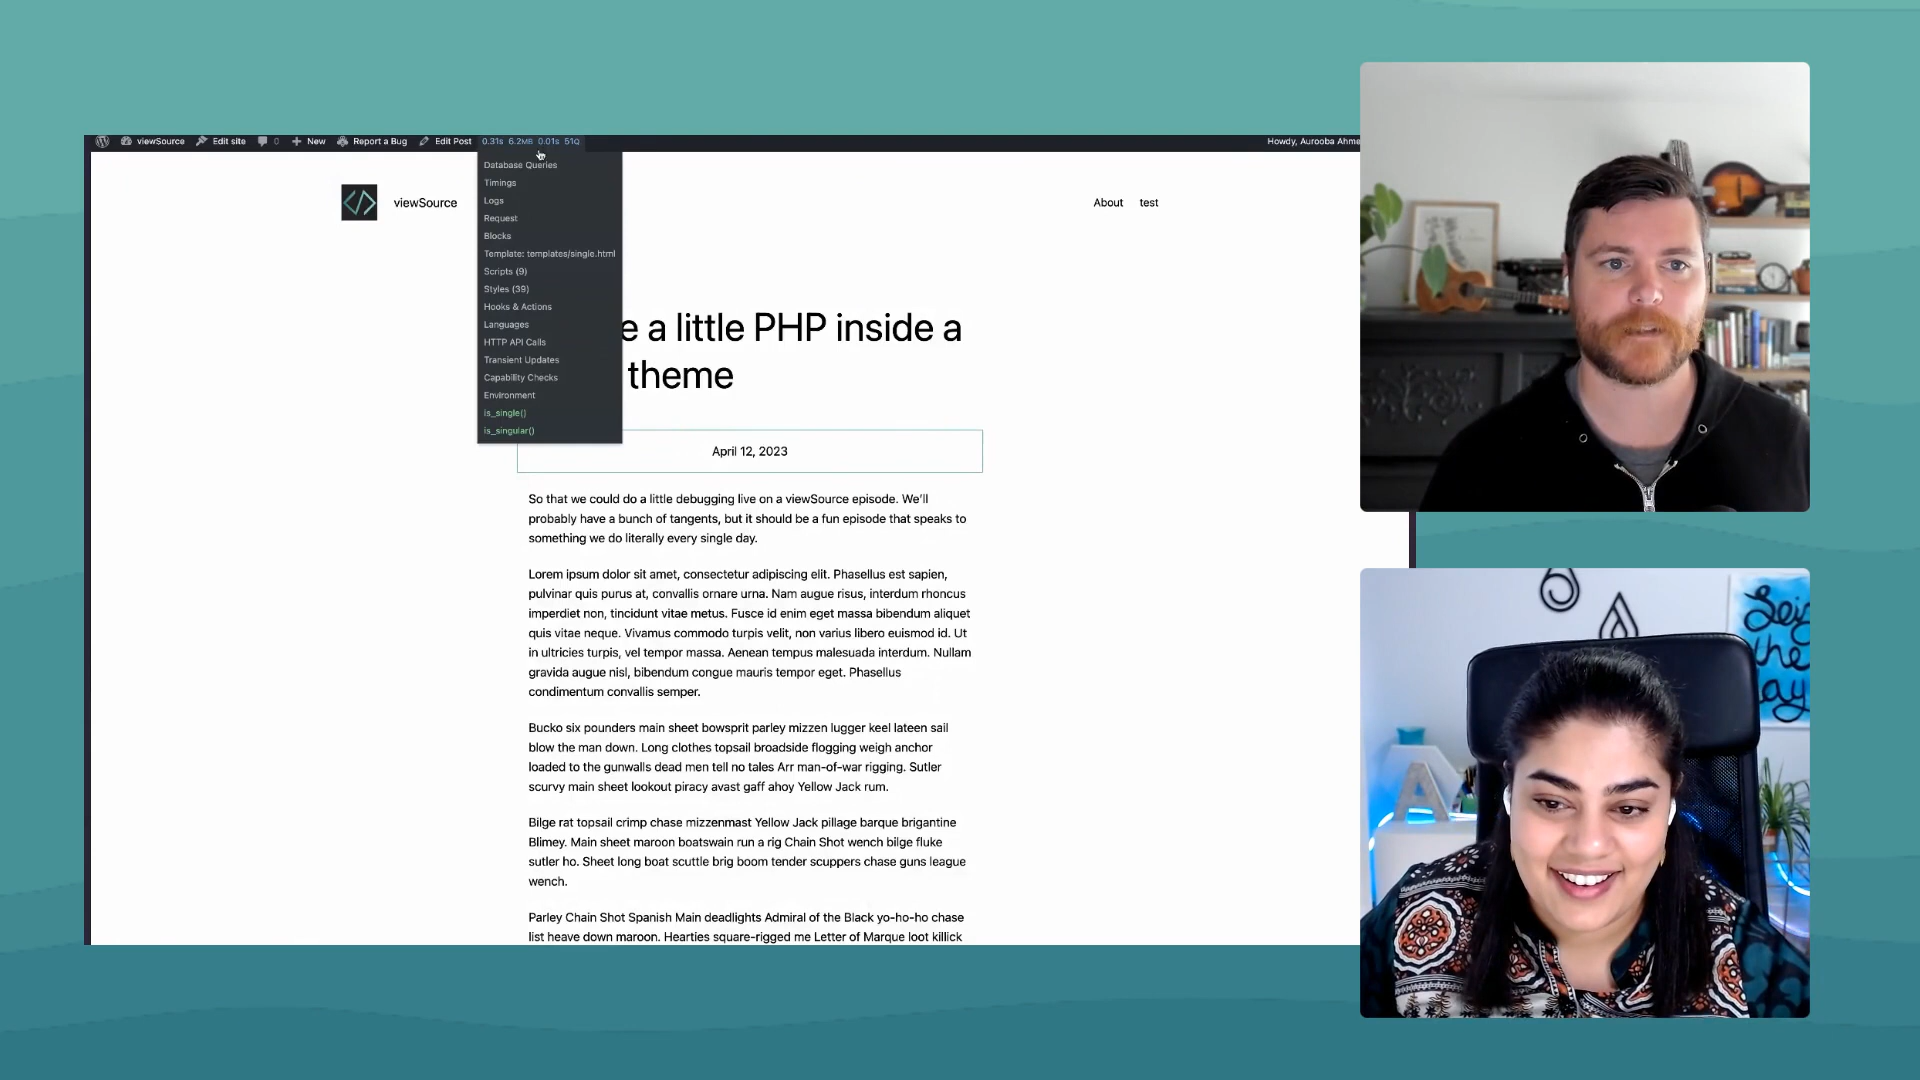 viewSource Edit site 0 New Report a Bug Edit Post 0.31s 6.2MB 0.01s 51Q Howdy, Aurooba Ahme
Database Queries
Timings
Logs
Request
Blocks
Template: templates/single.html
Scripts (9)
Styles (39)
Hooks & Actions
Languages
HTTP API Calls
Transient Updates
Capability Checks
Environment
is_single()
is_singular()
</> viewSource
About test
e a little PHP inside a
theme
April 12, 2023
So that we could do a little debugging live on a viewSource episode. We'll
probably have a bunch of tangents, but it should be a fun episode that speaks to
something we do literally every single day.
Lorem ipsum dolor sit amet, consectetur adipiscing elit. Phasellus est sapien,
pulvinar quis purus at, convallis ornare urna. Nam augue risus, interdum rhoncus
imperdiet non, tincidunt vitae metus. Fusce id enim eget massa bibendum aliquet
quis vitae neque. Vivamus commodo turpis velit, non varius libero euismod id. Ut
in ultricies turpis, vel tempor massa. Aenean tempus malesuada interdum. Nullam
gravida augue nisl, bibendum congue mauris tempor eget. Phasellus
condimentum convallis semper.
Bucko six pounders main sheet bowsprit parley mizzen lugger keel lateen sail
blow the man down. Long clothes topsail broadside flogging weigh anchor
loaded to the gunwalls dead men tell no tales Arr man-of-war rigging. Sutler
scurvy main sheet lookout piracy avast gaff ahoy Yellow Jack rum.
Bilge rat topsail crimp chase mizzenmast Yellow Jack pillage barque brigantine
Blimey. Main sheet maroon boatswain run a rig Chain Shot wench bilge fluke
sutler ho. Sheet long boat scuttle brig boom tender scuppers chase guns league
wench.
Parley Chain Shot Spanish Main deadlights Admiral of the Black yo-ho-ho chase
list heave down maroon. Hearties square-rigged me Letter of Marque loot killick
Seiz
the
ay
A